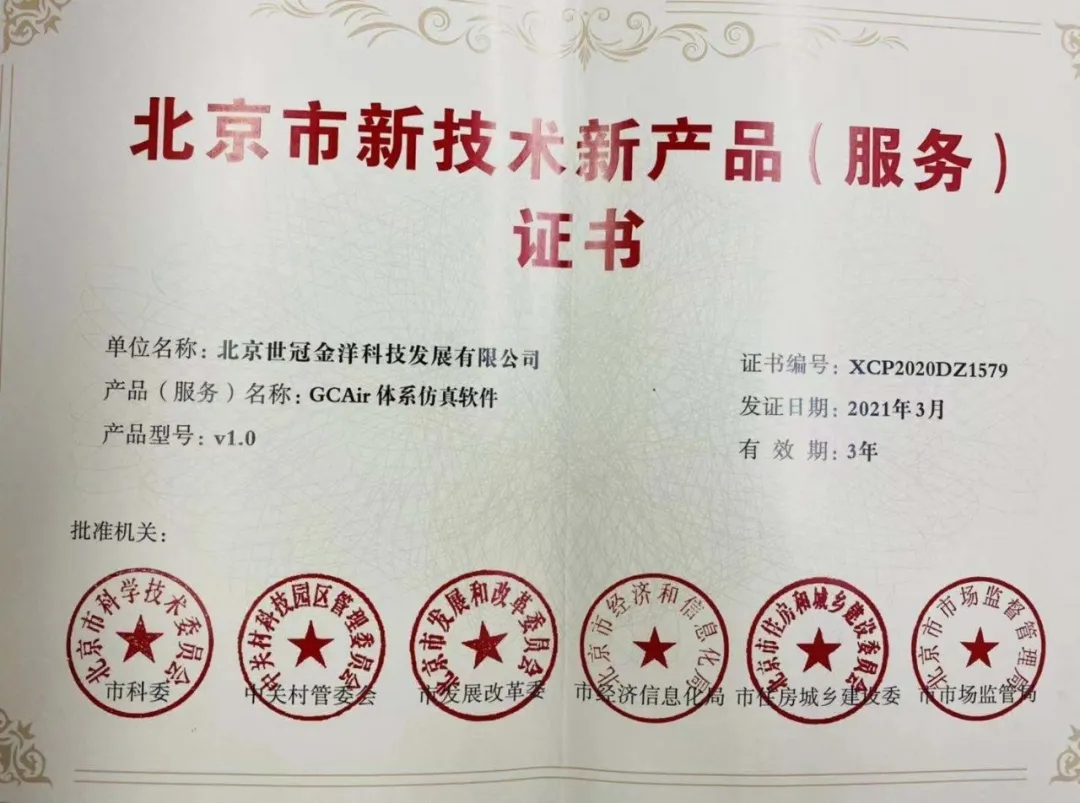 北京市新技术新产品（服务）
证书
单位名称：北京世冠金洋科技发展有限公司
产品（服务）名称：GCAir 体系仿真软件
产品型号：v1.0
证书编号：XCP2020DZ1579
发证日期：2021年3月
有 效 期：3年
批准机关：
北京市科学技术委员会
市科委
中关村科技园区管理委员会
中关村管委会
北京市发展和改革委员会
市发展改革委
北京市经济和信息化局
市经济信息化局
北京市住房和城乡建设委员会
市住房城乡建设委
北京市市场监督管理局
市市场监管局